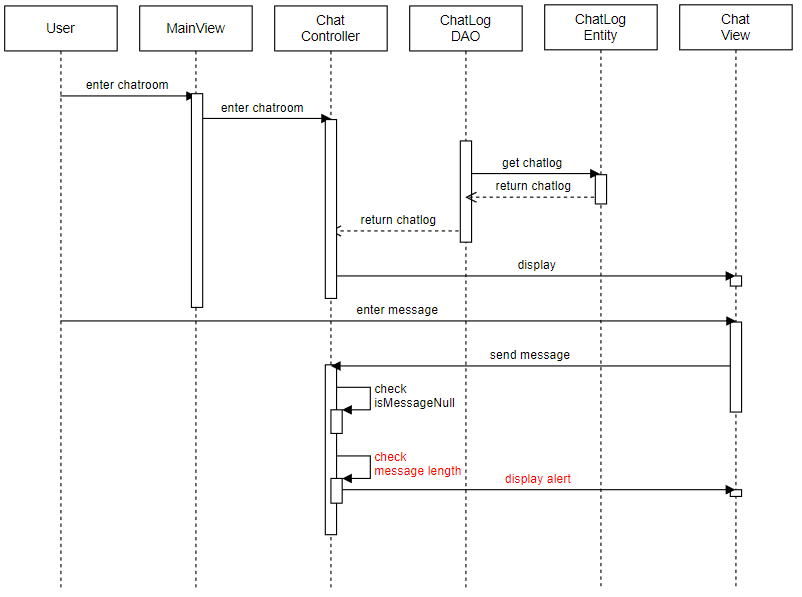 User
MainView
Chat
Controller
ChatLog
DAO
ChatLog
Entity
Chat
View
enter chatroom
enter chatroom
get chatlog
return chatlog
return chatlog
display
enter message
send message
check
isMessageNull
check
message length
display alert